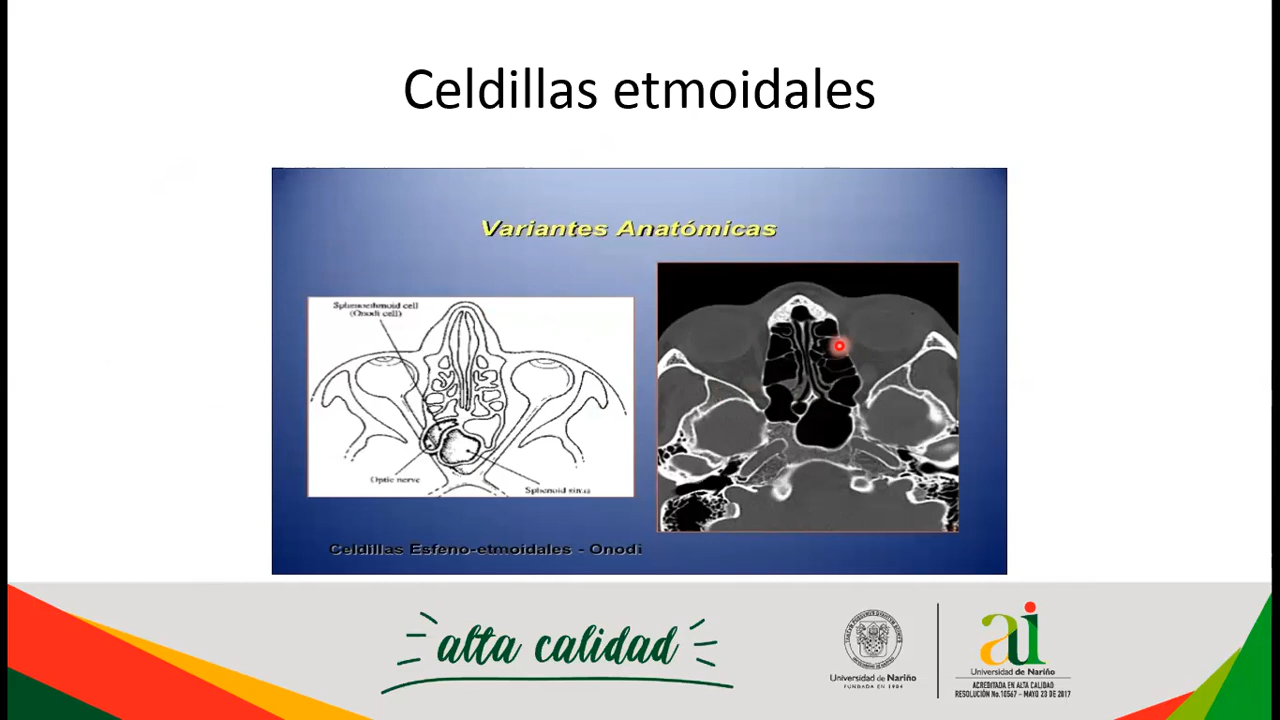 Celdillas etmoidales
Variantes Anatómicas
Sphenoethmoid cell
(Onodi cell)
Optic nerve
Sphenoid sinus
Celdillas Esfeno-etmoidales - Onodi
alta calidad
Universidad de Nariño
FUNDADA EN 1904
Universidad de Nariño
ACREDITADA EN ALTA CALIDAD
RESOLUCIÓN No.10567 - MAYO 23 DE 2017